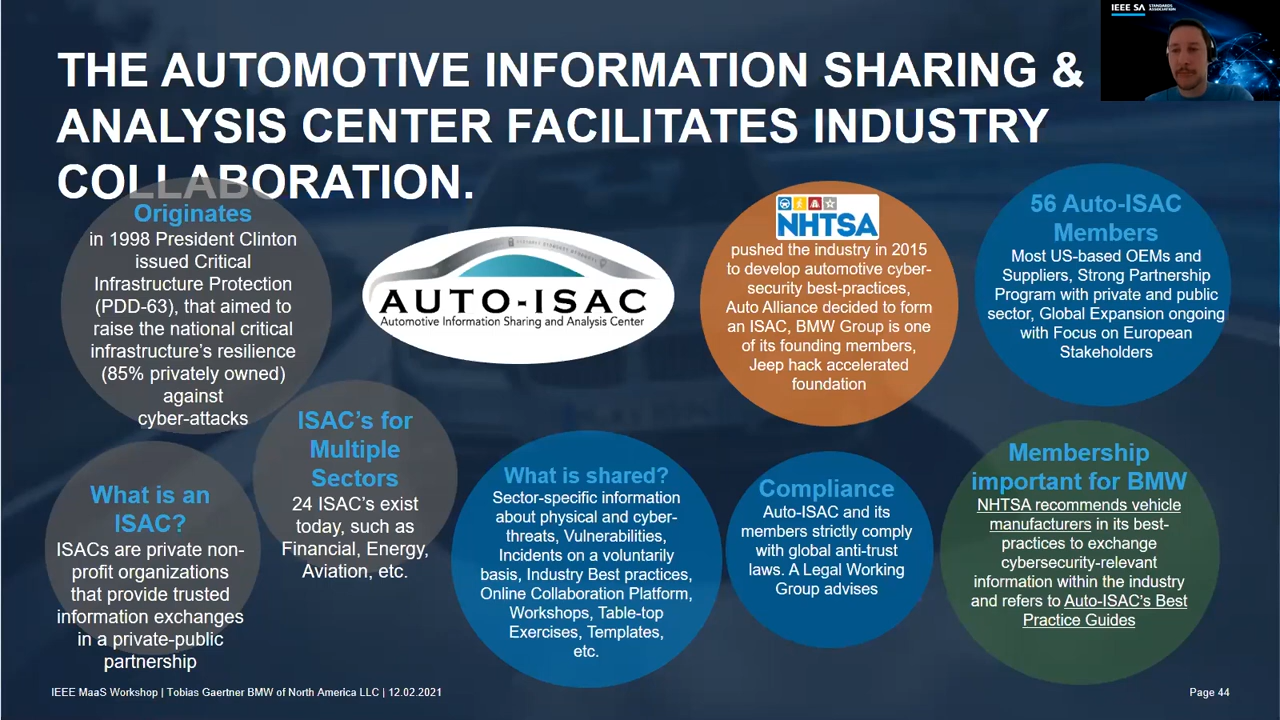 IEEE SA STANDARDS ASSOCIATION
THE AUTOMOTIVE INFORMATION SHARING &
ANALYSIS CENTER FACILITATES INDUSTRY
COLLABORATION.
Originates
in 1998 President Clinton
issued Critical
Infrastructure Protection
(PDD-63), that aimed to
raise the national critical
infrastructure's resilience
(85% privately owned)
against
cyber-attacks
AUTO-ISAC
Automotive Information Sharing and Analysis Center
NHTSA
pushed the industry in 2015
to develop automotive cyber-
security best-practices,
Auto Alliance decided to form
an ISAC, BMW Group is one
of its founding members,
Jeep hack accelerated
foundation
56 Auto-ISAC
Members
Most US-based OEMs and
Suppliers, Strong Partnership
Program with private and public
sector, Global Expansion ongoing
with Focus on European
Stakeholders
ISAC's for
Multiple
Sectors
24 ISAC's exist
today, such as
Financial, Energy,
Aviation, etc.
What is an
ISAC?
ISACs are private non-
profit organizations
that provide trusted
information exchanges
in a private-public
partnership
What is shared?
Sector-specific information
about physical and cyber-
threats, Vulnerabilities,
Incidents on a voluntarily
basis, Industry Best practices,
Online Collaboration Platform,
Workshops, Table-top
Exercises, Templates,
etc.
Compliance
Auto-ISAC and its
members strictly comply
with global anti-trust
laws. A Legal Working
Group advises
Membership
important for BMW
NHTSA recommends vehicle
manufacturers in its best-
practices to exchange
cybersecurity-relevant
information within the industry
and refers to Auto-ISAC's Best
Practice Guides
IEEE MaaS Workshop | Tobias Gaertner BMW of North America LLC | 12.02.2021
Page 44